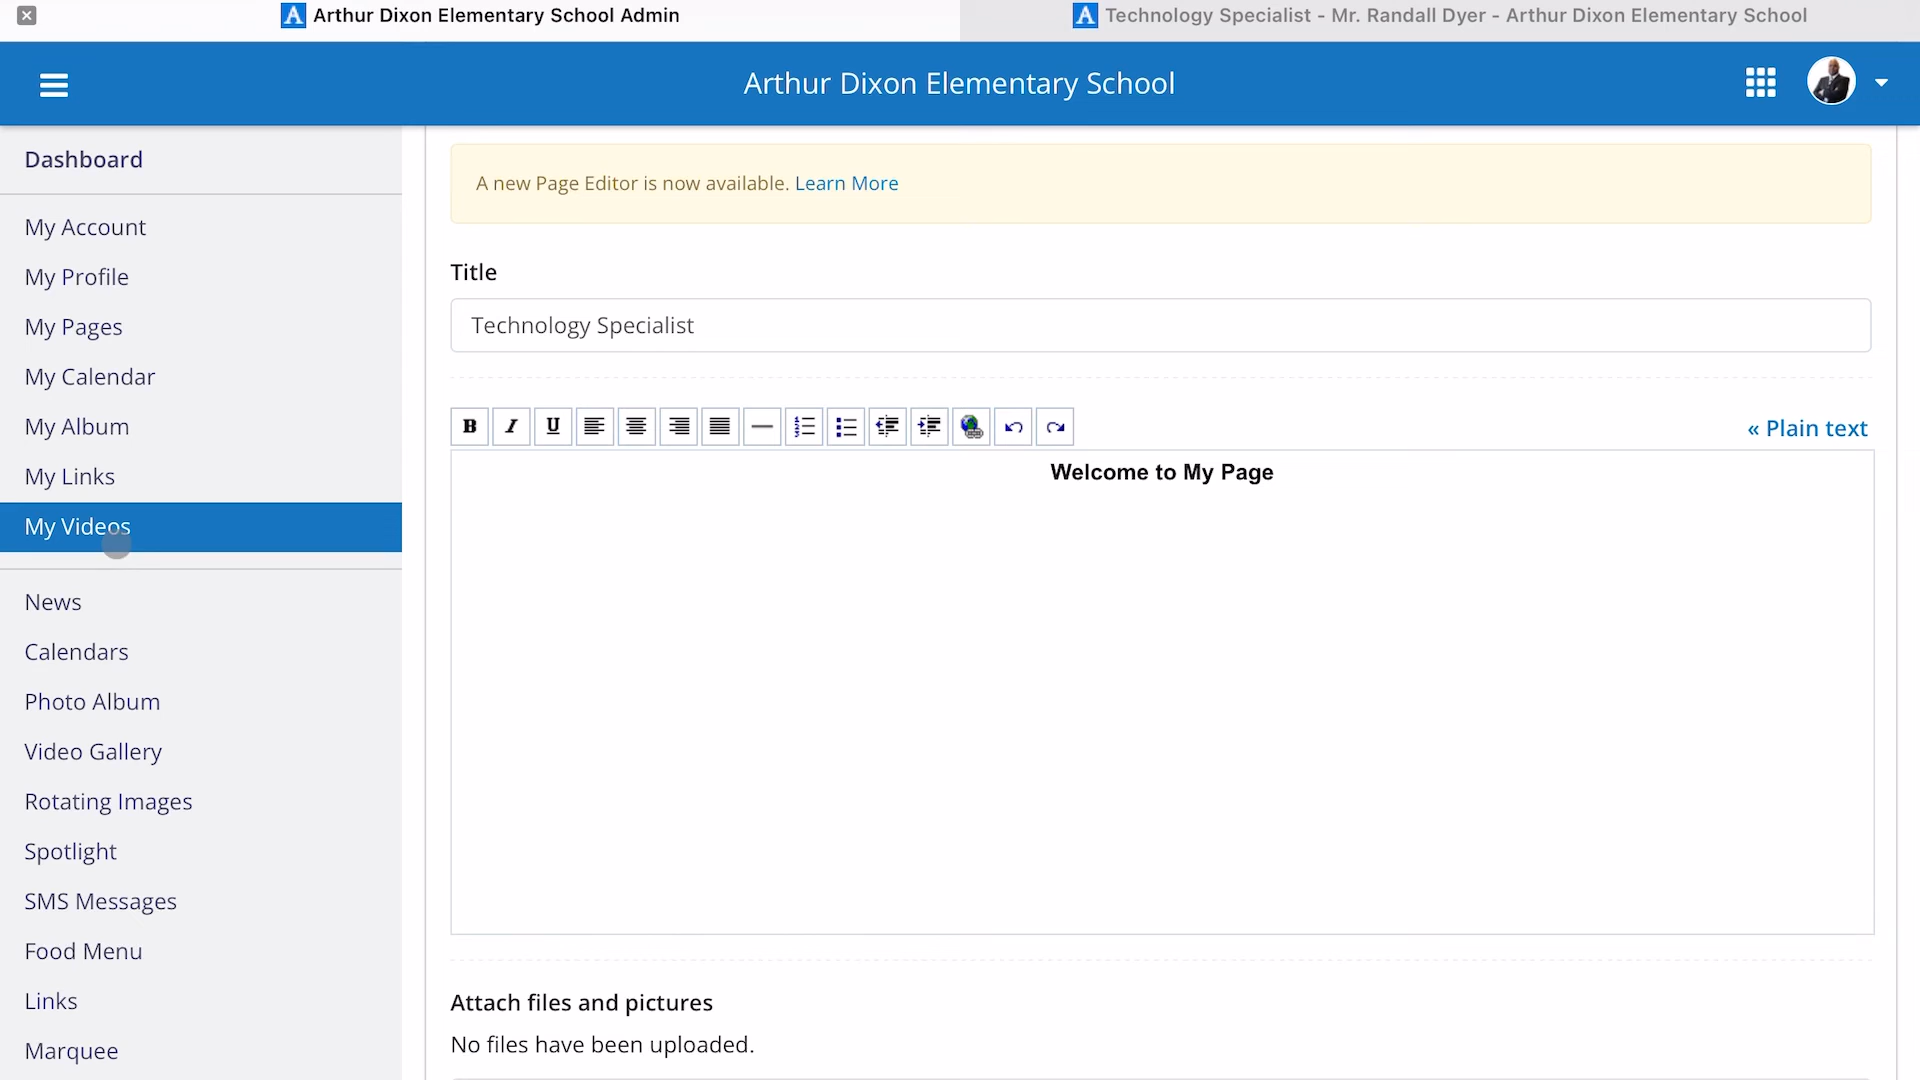 Arthur Dixon Elementary School Admin
Technology Specialist - Mr. Randall Dyer - Arthur Dixon Elementary School
Arthur Dixon Elementary School
Dashboard
My Account
My Profile
My Pages
My Calendar
My Album
My Links
My Videos
News
Calendars
Photo Album
Video Gallery
Rotating Images
Spotlight
SMS Messages
Food Menu
Links
Marquee
A new Page Editor is now available. Learn More
Title
Technology Specialist
B I U
« Plain text
Welcome to My Page
Attach files and pictures
No files have been uploaded.